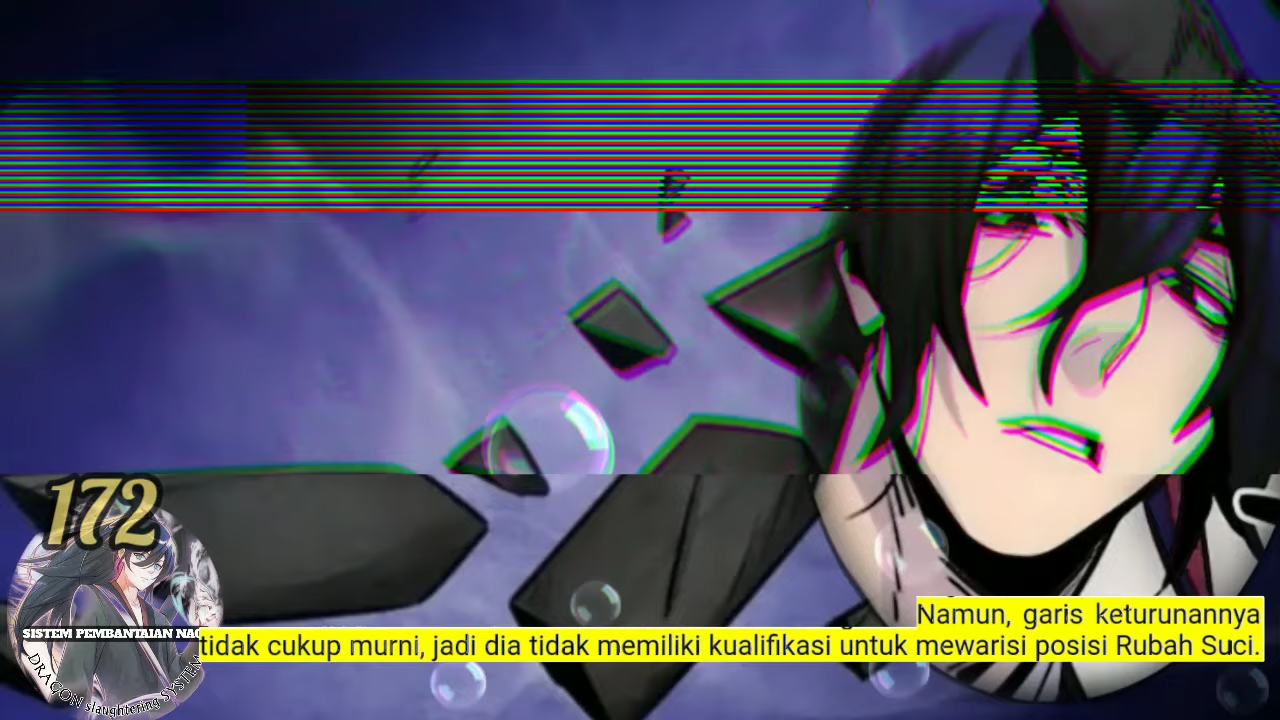 172
SISTEM PEMBANTAIAN NAG
DRAGON slaughtering SYSTEM
Namun, garis keturunannya
tidak cukup murni, jadi dia tidak memiliki kualifikasi untuk mewarisi posisi Rubah Suci.